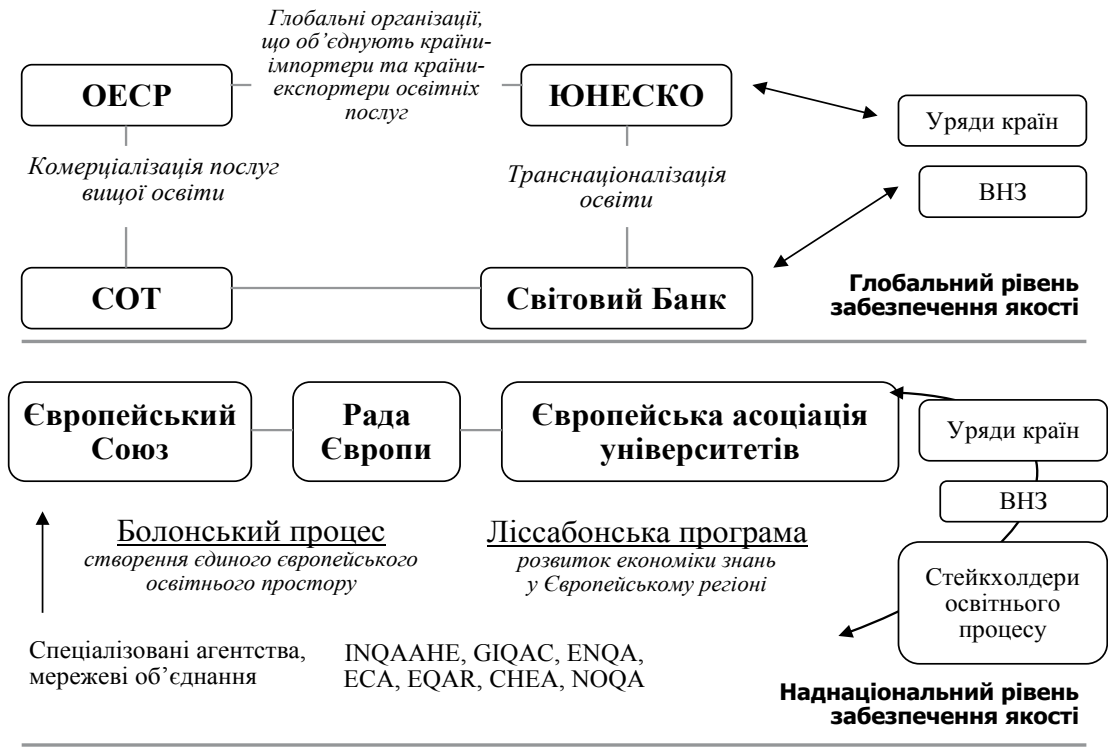 Глобальні організації,
що об’єднують країни-
імпортери та країни-
експортери освітніх
послуг
ОЕСР
ЮНЕСКО
Уряди країн
Комерціалізація послуг
вищої освіти
Транснаціоналізація
освіти
ВНЗ
СОТ
Світовий Банк
Глобальний рівень
забезпечення якості
Європейський
Союз
Рада
Європи
Європейська асоціація
університетів
Уряди країн
ВНЗ
Болонський процес
створення єдиного європейського
освітнього простору
Ліссабонська програма
розвиток економіки знань
у Європейському регіоні
Стейкхолдери
освітнього
процесу
Спеціалізовані агентства,
мережеві об’єднання
INQAAHE, GIQAC, ENQA,
ECA, EQAR, CHEA, NOQA
Наднаціональний рівень
забезпечення якості